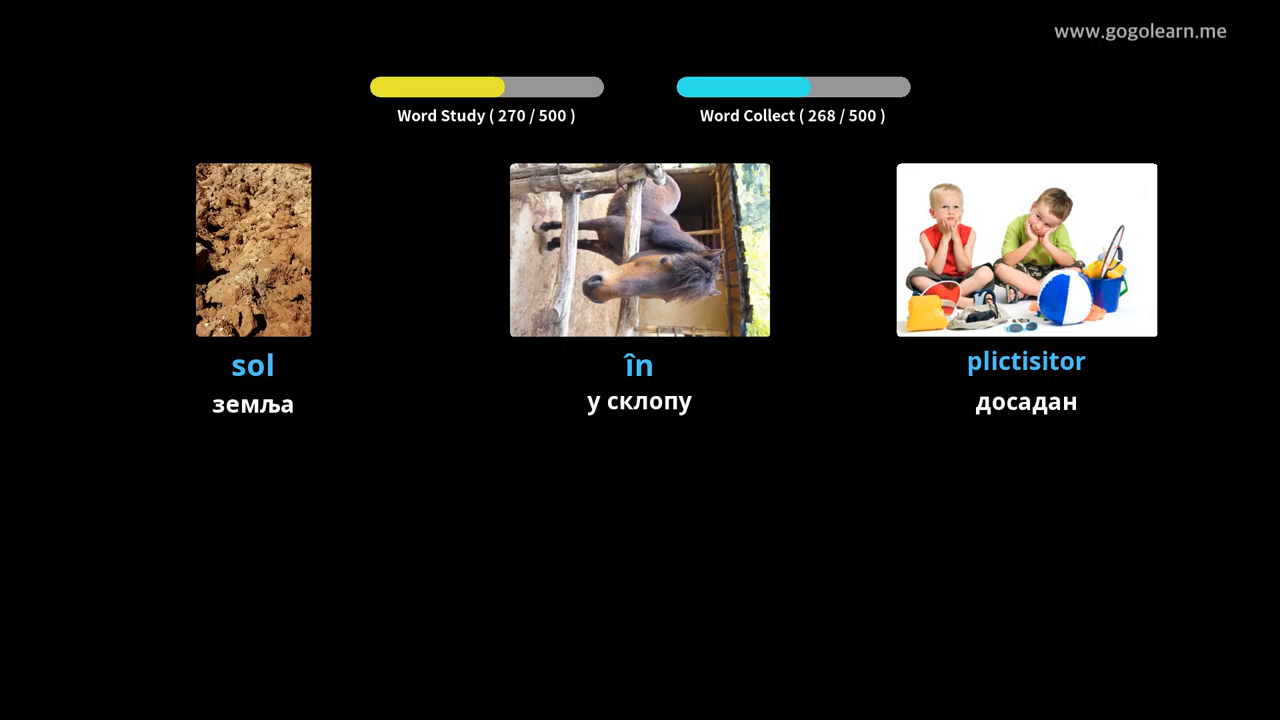 www.gogolearn.me
Word Study ( 270 / 500 )
Word Collect ( 268 / 500 )
sol
în
plictisitor
земља
у склопу
досадан